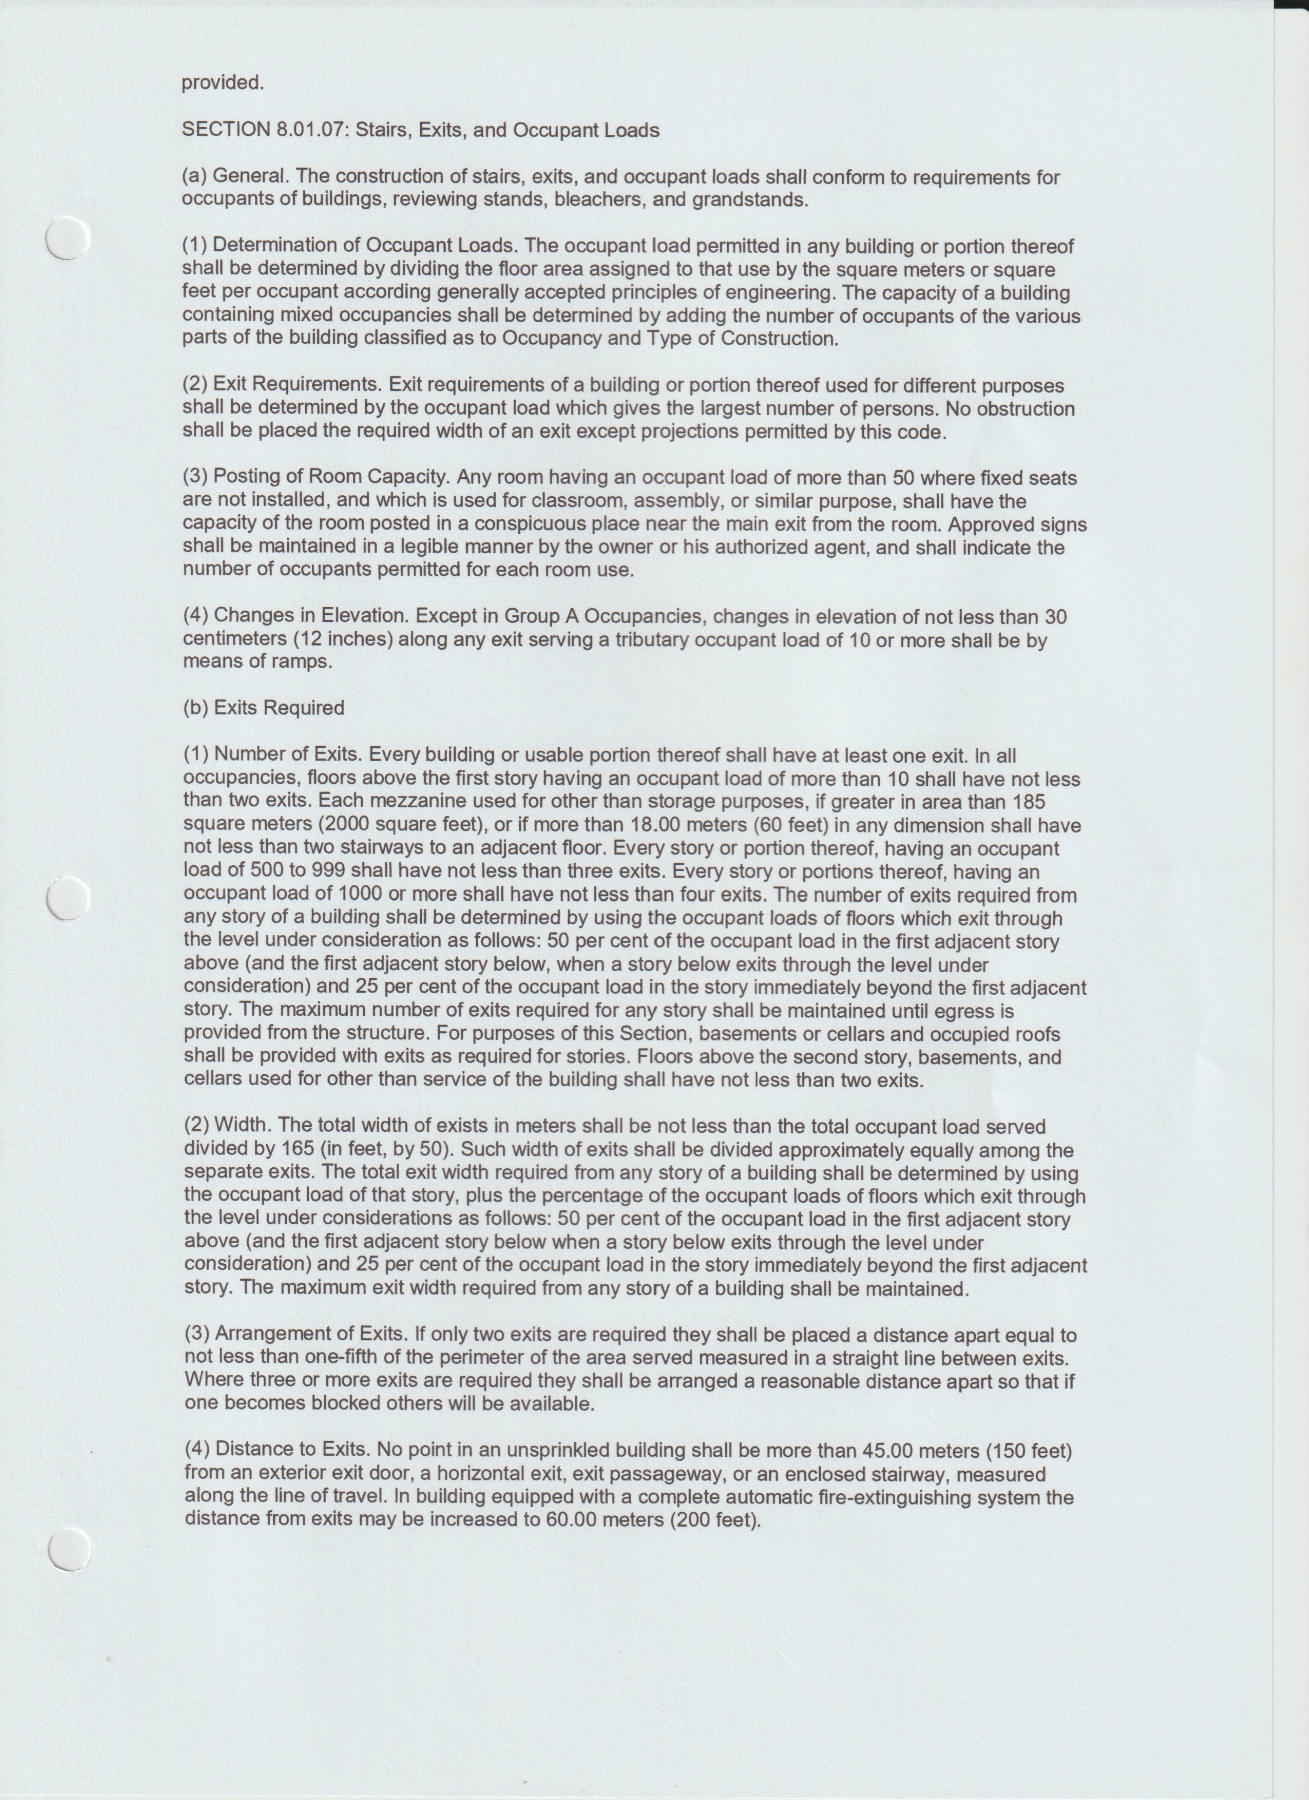 provided.
SECTION 8.01.07: Stairs, Exits, and Occupant Loads
(a) General. The construction of stairs, exits, and occupant loads shall conform to requirements for
occupants of buildings, reviewing stands, bleachers, and grandstands.
(1) Determination of Occupant Loads. The occupant load permitted in any building or portion thereof
shall be determined by dividing the floor area assigned to that use by the square meters or square
feet per occupant according generally accepted principles of engineering. The capacity of a building
containing mixed occupancies shall be determined by adding the number of occupants of the various
parts of the building classified as to Occupancy and Type of Construction.
(2) Exit Requirements. Exit requirements of a building or portion thereof used for different purposes
shall be determined by the occupant load which gives the largest number of persons. No obstruction
shall be placed the required width of an exit except projections permitted by this code.
(3) Posting of Room Capacity. Any room having an occupant load of more than 50 where fixed seats
are not installed, and which is used for classroom, assembly, or similar purpose, shall have the
capacity of the room posted in a conspicuous place near the main exit from the room. Approved signs
shall be maintained in a legible manner by the owner or his authorized agent, and shall indicate the
number of occupants permitted for each room use.
(4) Changes in Elevation. Except in Group A Occupancies, changes in elevation of not less than 30
centimeters (12 inches) along any exit serving a tributary occupant load of 10 or more shall be by
means of ramps.
(b) Exits Required
(1) Number of Exits. Every building or usable portion thereof shall have at least one exit. In all
occupancies, floors above the first story having an occupant load of more than 10 shall have not less
than two exits. Each mezzanine used for other than storage purposes, if greater in area than 185
square meters (2000 square feet), or if more than 18.00 meters (60 feet) in any dimension shall have
not less than two stairways to an adjacent floor. Every story or portion thereof, having an occupant
load of 500 to 999 shall have not less than three exits. Every story or portions thereof, having an
occupant load of 1000 or more shall have not less than four exits. The number of exits required from
any story of a building shall be determined by using the occupant loads of floors which exit through
the level under consideration as follows: 50 per cent of the occupant load in the first adjacent story
above (and the first adjacent story below, when a story below exits through the level under
consideration) and 25 per cent of the occupant load in the story immediately beyond the first adjacent
story. The maximum number of exits required for any story shall be maintained until egress is
provided from the structure. For purposes of this Section, basements or cellars and occupied roofs
shall be provided with exits as required for stories. Floors above the second story, basements, and
cellars used for other than service of the building shall have not less than two exits.
(2) Width. The total width of exists in meters shall be not less than the total occupant load served
divided by 165 (in feet, by 50). Such width of exits shall be divided approximately equally among the
separate exits. The total exit width required from any story of a building shall be determined by using
the occupant load of that story, plus the percentage of the occupant loads of floors which exit through
the level under considerations as follows: 50 per cent of the occupant load in the first adjacent story
above (and the first adjacent story below when a story below exits through the level under
consideration) and 25 per cent of the occupant load in the story immediately beyond the first adjacent
story. The maximum exit width required from any story of a building shall be maintained.
(3) Arrangement of Exits. If only two exits are required they shall be placed a distance apart equal to
not less than one-fifth of the perimeter of the area served measured in a straight line between exits.
Where three or more exits are required they shall be arranged a reasonable distance apart so that if
one becomes blocked others will be available.
(4) Distance to Exits. No point in an unsprinkled building shall be more than 45.00 meters (150 feet)
from an exterior exit door, a horizontal exit, exit passageway, or an enclosed stairway, measured
along the line of travel. In building equipped with a complete automatic fire-extinguishing system the
distance from exits may be increased to 60.00 meters (200 feet).